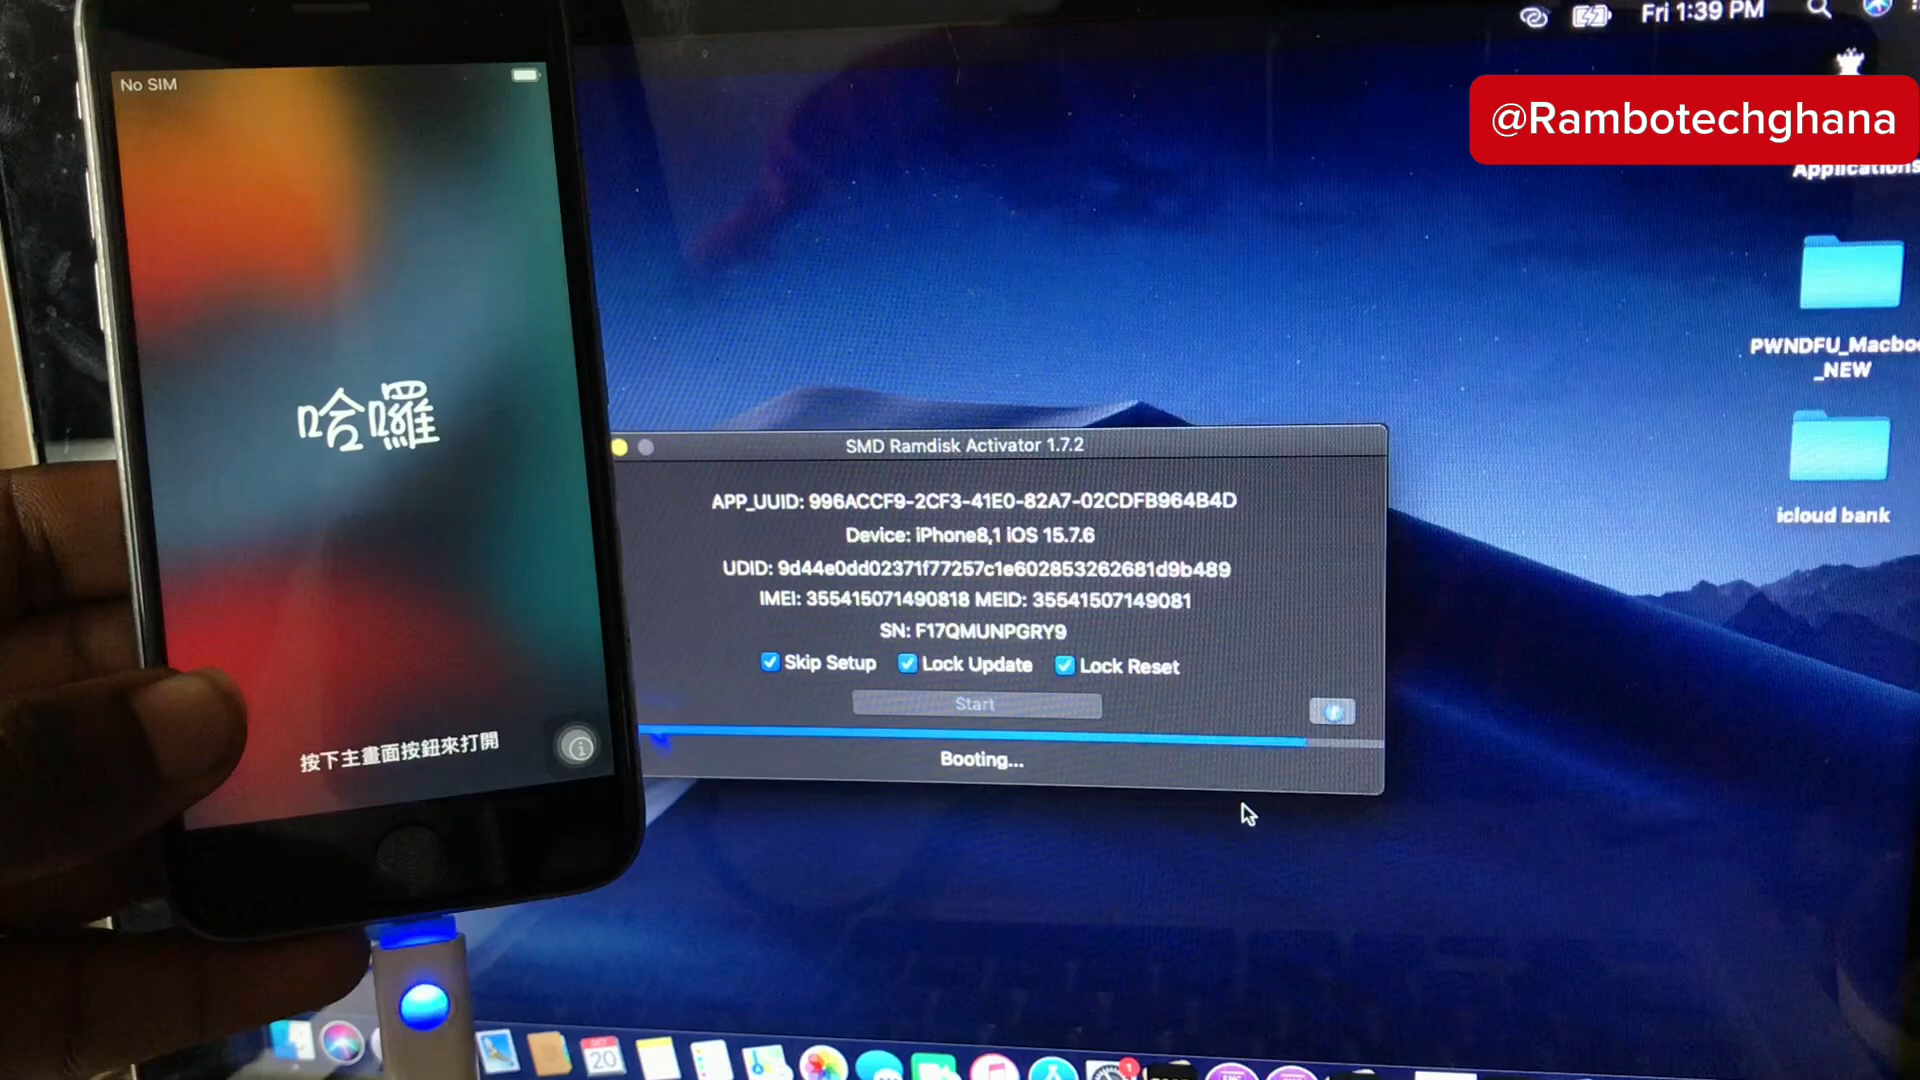 No SIM
哈囉
按下主畫面按鈕來打開
Fri 1:39 PM
@Rambotechghana
Applications
PWNDFU_Macbo
_NEW
icloud bank
SMD Ramdisk Activator 1.7.2
APP_UUID: 996ACCF9-2CF3-41E0-82A7-02CDFB964B4D
Device: iPhone8,1 iOS 15.7.6
UDID: 9d44e0dd02371f77257c1e602853262681d9b489
IMEI: 355415071490818 MEID: 35541507149081
SN: F17QMUNPGRY9
Skip Setup Lock Update Lock Reset
Start
Booting...
OCT
20
1